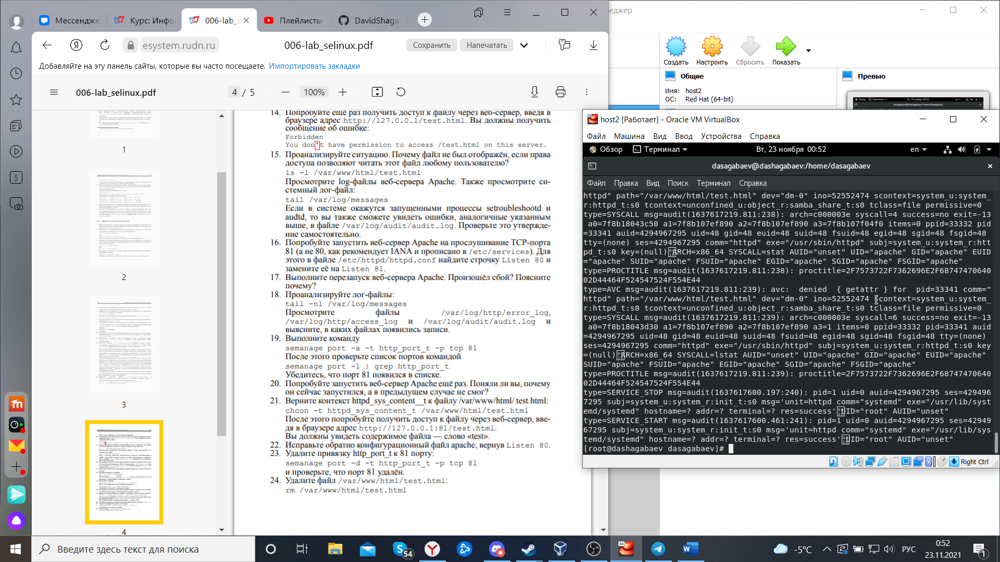 Мессендже
Курс: Инфо
006-lab_s
Плейлисты
DavidShaga
еджер
esystem.rudn.ru
006-lab_selinux.pdf
Сохранить
Напечатать
Добавляйте на эту панель сайты, которые вы часто посещаете. Импортировать закладки
006-lab_selinux.pdf
4 / 5
100%
Создать
Настроить
Сбросить
Показать
Общие
Превью
Имя: host2
ОС: Red Hat (64-bit)
1
2
3
4
5
14. Попробуйте ещё раз получить доступ к файлу через веб-сервер, введя в
браузере адрес http://127.0.0.1/test.html. Вы должны получить
сообщение об ошибке:
Forbidden
You don't have permission to access /test.html on this server.
15. Проанализируйте ситуацию. Почему файл не был отображён, если права
доступа позволяют читать этот файл любому пользователю?
ls -l /var/www/html/test.html
Просмотрите log-файлы веб-сервера Apache. Также просмотрите си-
стемный лог-файл:
tail /var/log/messages
Если в системе окажутся запущенными процессы setroubleshootd и
audtd, то вы также сможете увидеть ошибки, аналогичные указанным
выше, в файле /var/log/audit/audit.log. Проверьте это утвержде-
ние самостоятельно.
16. Попробуйте запустить веб-сервер Apache на прослушивание TCP-порта
81 (а не 80, как рекомендует IANA и прописано в /etc/services). Для
этого в файле /etc/httpd/httpd.conf найдите строчку Listen 80 и
замените её на Listen 81.
17. Выполните перезапуск веб-сервера Apache. Произошёл сбой? Поясните
почему?
18. Проанализируйте лог-файлы:
tail -nl /var/log/messages
Просмотрите файлы /var/log/http/error_log,
/var/log/http/access_log и /var/log/audit/audit.log и
выясните, в каких файлах появились записи.
19. Выполните команду
semanage port -a -t http_port_t -p tcp 81
После этого проверьте список портов командой
semanage port -l | grep http_port_t
Убедитесь, что порт 81 появился в списке.
20. Попробуйте запустить веб-сервер Apache ещё раз. Поняли ли вы, почему
он сейчас запустился, а в предыдущем случае не смог?
21. Верните контекст httpd_sys_content__t к файлу /var/www/html/ test.html:
chcon -t httpd_sys_content_t /var/www/html/test.html
После этого попробуйте получить доступ к файлу через веб-сервер, вве-
дя в браузере адрес http://127.0.0.1:81/test.html.
Вы должны увидеть содержимое файла — слово «test».
22. Исправьте обратно конфигурационный файл apache, вернув Listen 80.
23. Удалите привязку http_port_t к 81 порту:
semanage port -d -t http_port_t -p tcp 81
и проверьте, что порт 81 удалён.
24. Удалите файл /var/www/html/test.html:
rm /var/www/html/test.html
host2 [Работает] - Oracle VM VirtualBox
Файл Машина Вид Ввод Устройства Справка
Обзор Терминал Вт, 23 ноября 00:52 en
dasagabaev@dashagabaev:/home/dasagabaev
Файл Правка Вид Поиск Терминал Справка
httpd" path="/var/www/html/test.html" dev="dm-0" ino=52552474 scontext=system_u:system_
r:httpd_t:s0 tcontext=unconfined_u:object_r:samba_share_t:s0 tclass=file permissive=0
type=SYSCALL msg=audit(1637617219.811:238): arch=c000003e syscall=4 success=no exit=-13
a0=7f8b18043c50 a1=7f8b107ef890 a2=7f8b107ef890 a3=7f8b107f04f0 items=0 ppid=33332 pid
=33341 auid=4294967295 uid=48 gid=48 euid=48 suid=48 fsuid=48 egid=48 sgid=48 fsgid=48
tty=(none) ses=4294967295 comm="httpd" exe="/usr/sbin/httpd" subj=system_u:system_r:htt
pd_t:s0 key=(null)ARCH=x86_64 SYSCALL=stat AUID="unset" UID="apache" GID="apache" EUID
="apache" SUID="apache" FSUID="apache" EGID="apache" SGID="apache" FSGID="apache"
type=PROCTITLE msg=audit(1637617219.811:238): proctitle=2F7573722F7362696E2F687474470640
02D44464F524547524F554E44
type=AVC msg=audit(1637617219.811:239): avc:  denied  { getattr } for  pid=33341 comm="
httpd" path="/var/www/html/test.html" dev="dm-0" ino=52552474 scontext=system_u:system_
r:httpd_t:s0 tcontext=unconfined_u:object_r:samba_share_t:s0 tclass=file permissive=0
type=SYSCALL msg=audit(1637617219.811:239): arch=c000003e syscall=6 success=no exit=-13
a0=7f8b18043d30 a1=7f8b107ef890 a2=7f8b107ef890 a3=1 items=0 ppid=33332 pid=33341 auid
=4294967295 uid=48 gid=48 euid=48 suid=48 fsuid=48 egid=48 sgid=48 fsgid=48 tty=(none)
ses=4294967295 comm="httpd" exe="/usr/sbin/httpd" subj=system_u:system_r:httpd_t:s0 key
=(null)ARCH=x86_64 SYSCALL=lstat AUID="unset" UID="apache" GID="apache" EUID="apache"
SUID="apache" FSUID="apache" EGID="apache" SGID="apache" FSGID="apache"
type=PROCTITLE msg=audit(1637617219.811:239): proctitle=2F7573722F7362696E2F687474470640
02D44464F524547524F554E44
type=SERVICE_STOP msg=audit(1637617600.197:240): pid=1 uid=0 auid=4294967295 ses=429496
7295 subj=system_u:system_r:init_t:s0 msg='unit=httpd comm="systemd" exe="/usr/lib/syst
emd/systemd" hostname=? addr=? terminal=? res=success'UID="root" AUID="unset"
type=SERVICE_START msg=audit(1637617600.461:241): pid=1 uid=0 auid=4294967295 ses=42949
67295 subj=system_u:system_r:init_t:s0 msg='unit=httpd comm="systemd" exe="/usr/lib/sys
temd/systemd" hostname=? addr=? terminal=? res=success'UID="root" AUID="unset"
[root@dashagabaev dasagabaev]#
Right Ctrl
Введите здесь текст для поиска
54
-5°C
РУС
0:52
23.11.2021
1